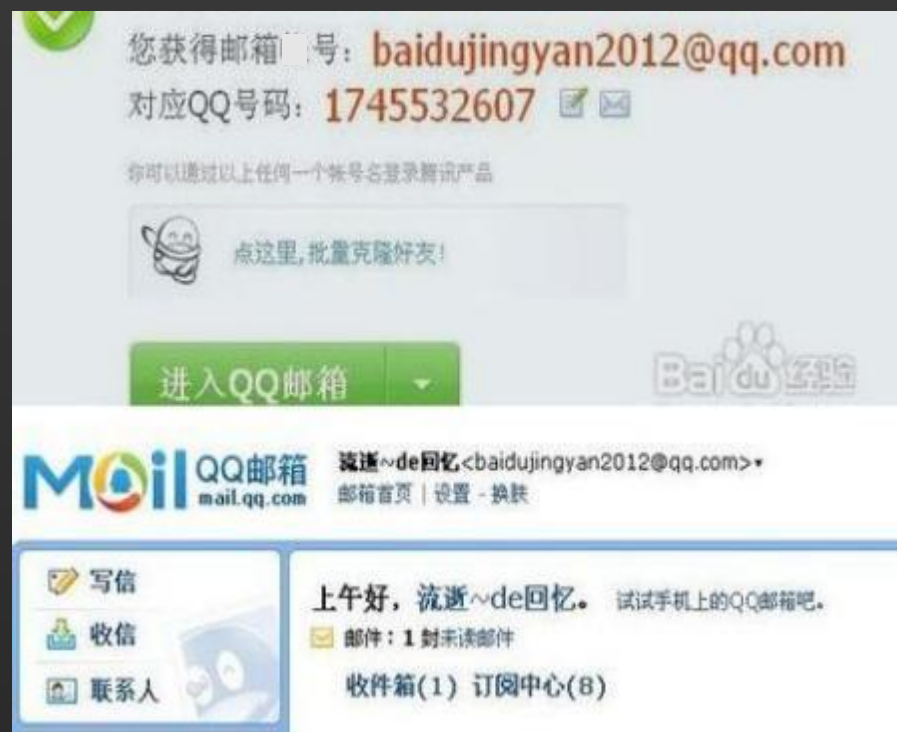 您获得邮箱 号：baidujingyan2012@qq.com
对应QQ号码：1745532607
你可以通过以上任何一个帐号名登录腾讯产品
点这里,批量克隆好友!
进入QQ邮箱
Bai du 经验
Mail QQ邮箱 mail.qq.com
流逝~de回忆<baidujingyan2012@qq.com>
邮箱首页 | 设置 - 换肤
写信
收信
联系人
上午好，流逝~de回忆。 试试手机上的QQ邮箱吧。
邮件：1 封未读邮件
收件箱(1) 订阅中心(8)